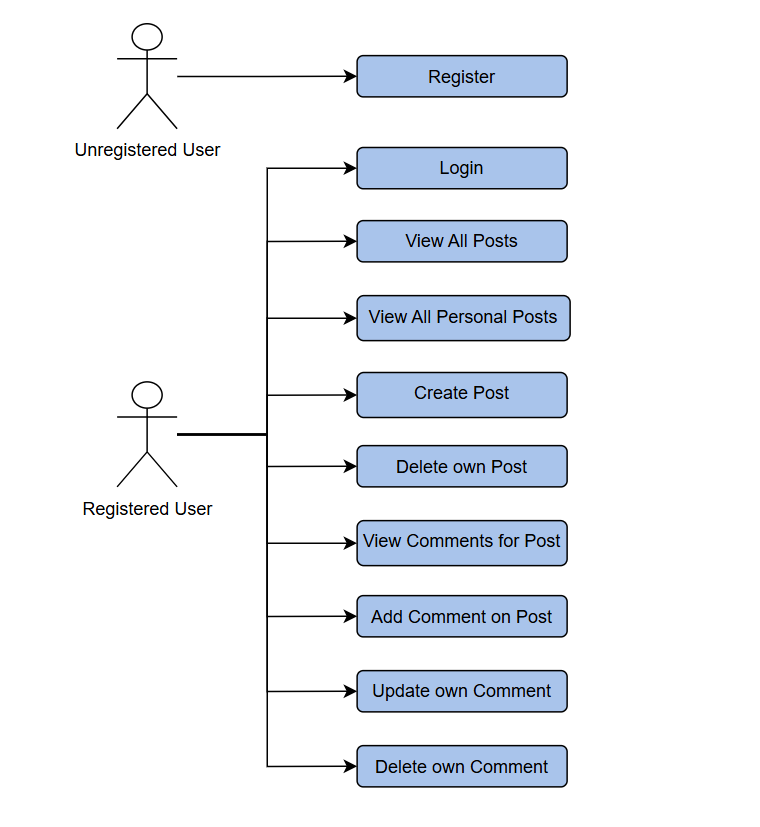 Register
Unregistered User
Login
View All Posts
View All Personal Posts
Create Post
Delete own Post
Registered User
View Comments for Post
Add Comment on Post
Update own Comment
Delete own Comment